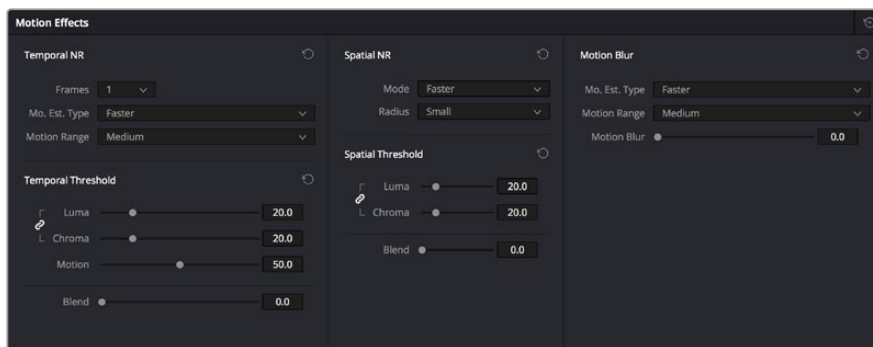 Motion Effects
Temporal NR
Frames 1
Mo. Est. Type Faster
Motion Range Medium
Temporal Threshold
Luma 20.0
Chroma 20.0
Motion 50.0
Blend 0.0
Spatial NR
Mode Faster
Radius Small
Spatial Threshold
Luma 20.0
Chroma 20.0
Blend 0.0
Motion Blur
Mo. Est. Type Faster
Motion Range Medium
Motion Blur 0.0